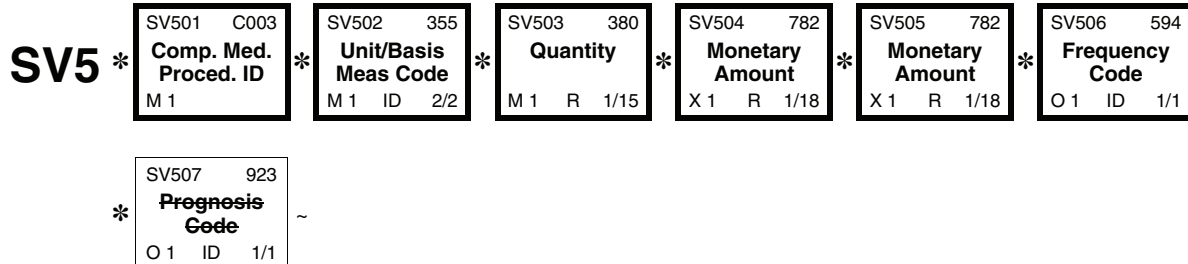 SV5 * SV501 C003 Comp. Med. Proced. ID M 1 * SV502 355 Unit/Basis Meas Code M 1 ID 2/2 * SV503 380 Quantity M 1 R 1/15 * SV504 782 Monetary Amount X 1 R 1/18 * SV505 782 Monetary Amount X 1 R 1/18 * SV506 594 Frequency Code O 1 ID 1/1
* SV507 923 Prognosis Code O 1 ID 1/1 ~